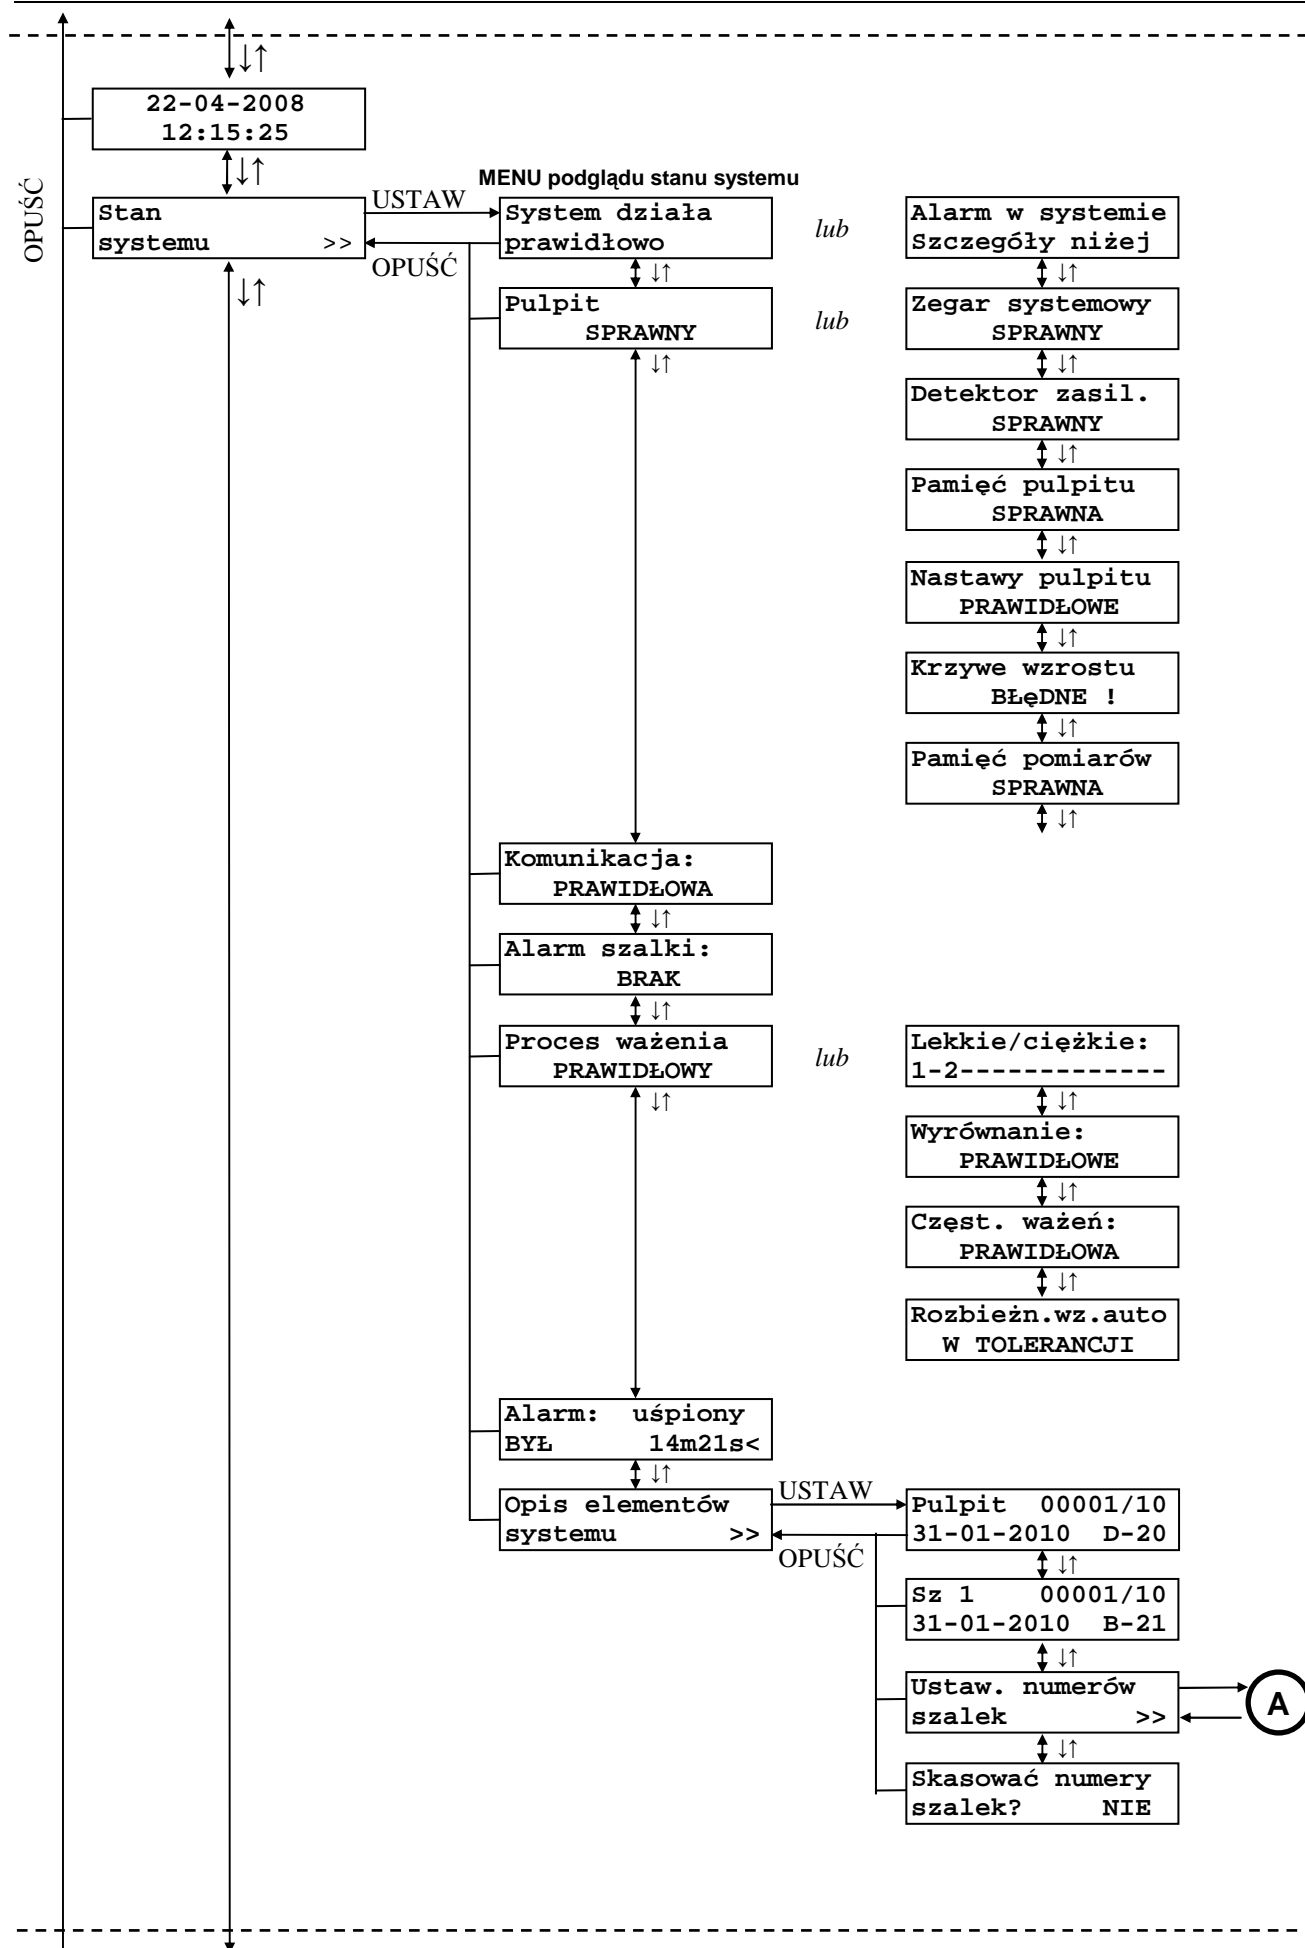 ↓↑
22-04-2008
12:15:25
↓↑
OPUŚĆ
MENU podglądu stanu systemu
Stan
systemu >>
USTAW
OPUŚĆ
↓↑
System działa
prawidłowo
lub
Alarm w systemie
Szczegóły niżej
↓↑
↓↑
Pulpit
SPRAWNY
lub
Zegar systemowy
SPRAWNY
↓↑
↓↑
Detektor zasil.
SPRAWNY
↓↑
Pamięć pulpitu
SPRAWNA
↓↑
Nastawy pulpitu
PRAWIDŁOWE
↓↑
Krzywe wzrostu
BŁęDNE !
↓↑
Pamięć pomiarów
SPRAWNA
↓↑
Komunikacja:
PRAWIDŁOWA
↓↑
Alarm szalki:
BRAK
↓↑
Proces ważenia
PRAWIDŁOWY
↓↑
lub
Lekkie/ciężkie:
1-2-------------
↓↑
Wyrównanie:
PRAWIDŁOWE
↓↑
Częst. ważeń:
PRAWIDŁOWA
↓↑
Rozbieżn.wz.auto
W TOLERANCJI
Alarm: uśpiony
BYŁ 14m21s<
↓↑
Opis elementów
systemu >>
USTAW
OPUŚĆ
Pulpit 00001/10
31-01-2010 D-20
↓↑
Sz 1 00001/10
31-01-2010 B-21
↓↑
Ustaw. numerów
szalek >>
A
↓↑
Skasować numery
szalek? NIE